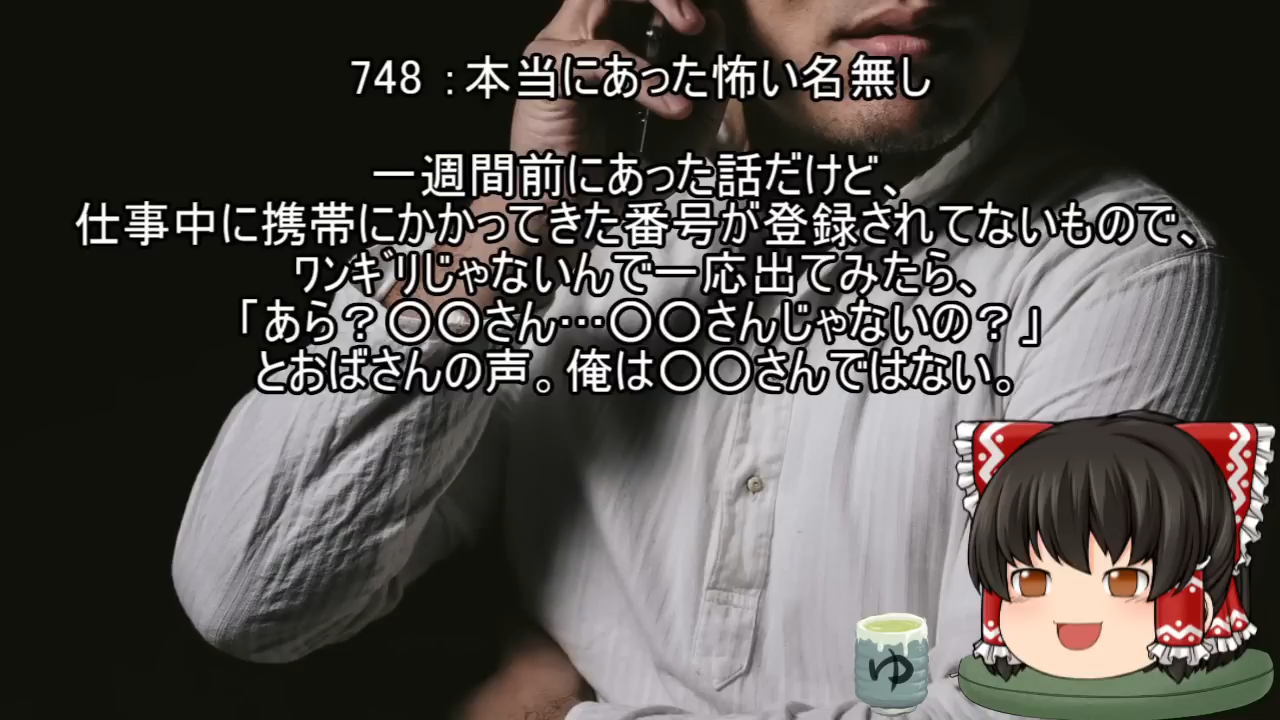 748 :本当にあった怖い名無し
一週間前にあった話だけど、
仕事中に携帯にかかってきた番号が登録されてないもので、
ﾜﾝｷﾞﾘじゃないんで一応出てみたら、
「あら？〇〇さん…〇〇さんじゃないの？」
とおばさんの声。俺は〇〇さんではない。
ゆ